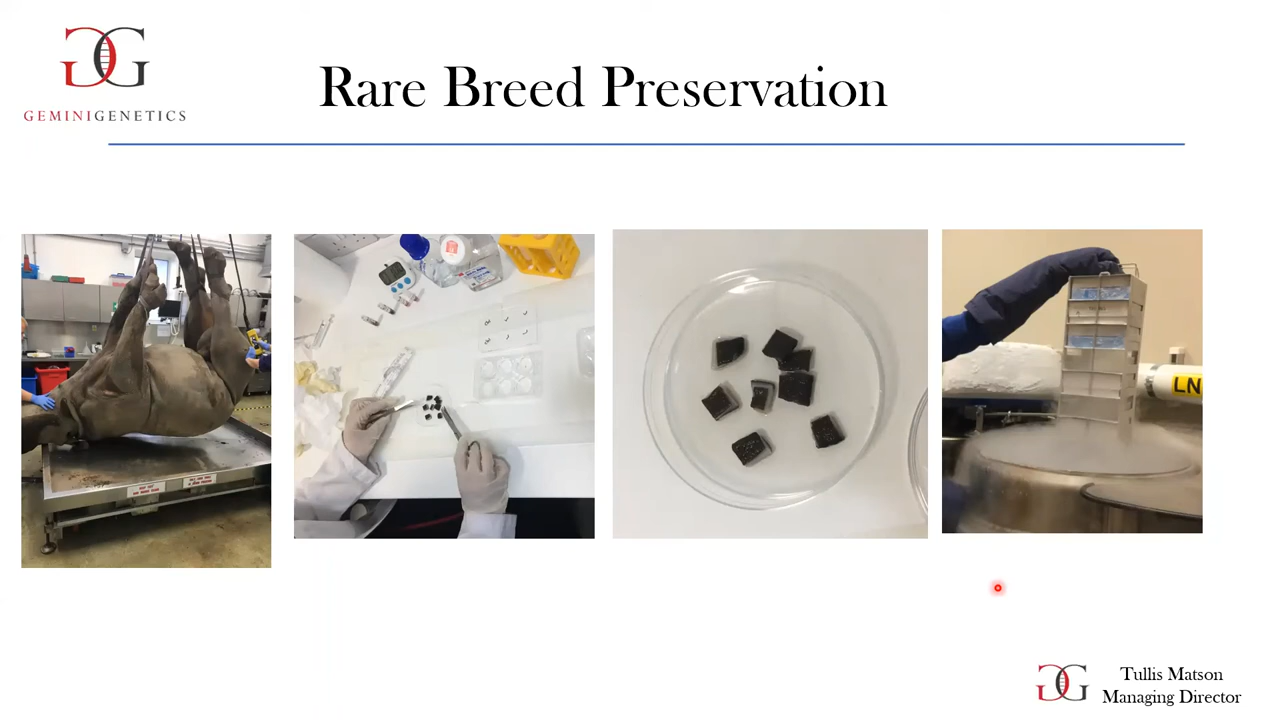 GEMINIGENETICS
Rare Breed Preservation
LN
Tullis Matson
Managing Director